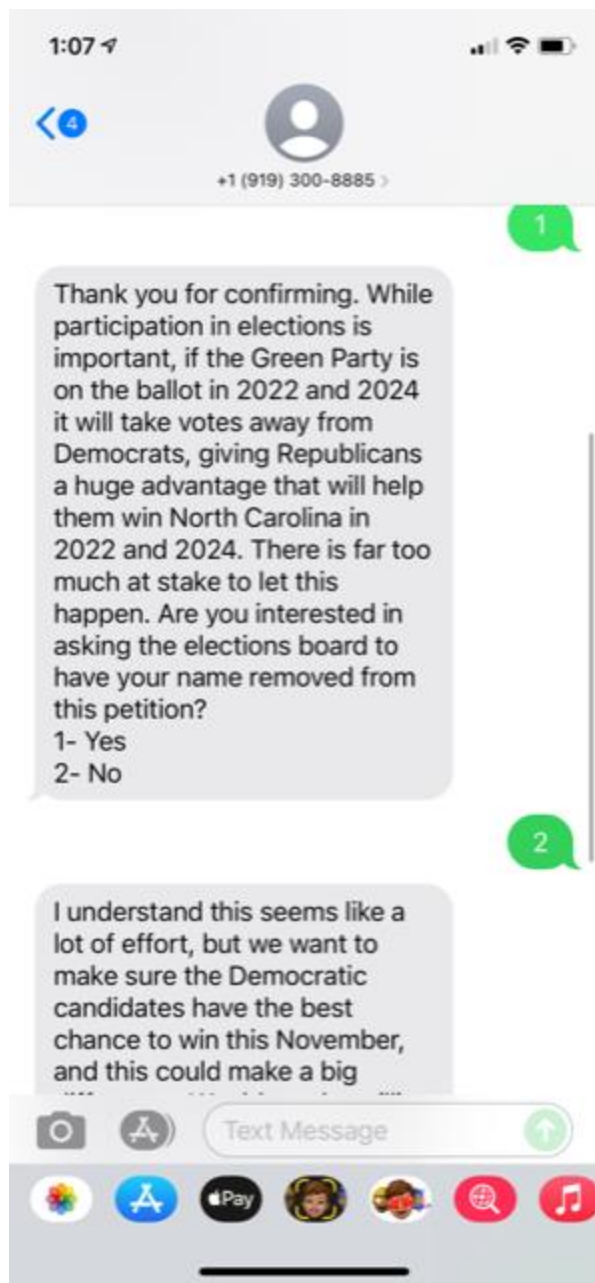 1:07
4
+1 (919) 300-8885 >
1
Thank you for confirming. While
participation in elections is
important, if the Green Party is
on the ballot in 2022 and 2024
it will take votes away from
Democrats, giving Republicans
a huge advantage that will help
them win North Carolina in
2022 and 2024. There is far too
much at stake to let this
happen. Are you interested in
asking the elections board to
have your name removed from
this petition?
1- Yes
2- No
2
I understand this seems like a
lot of effort, but we want to
make sure the Democratic
candidates have the best
chance to win this November,
and this could make a big
Text Message
Pay